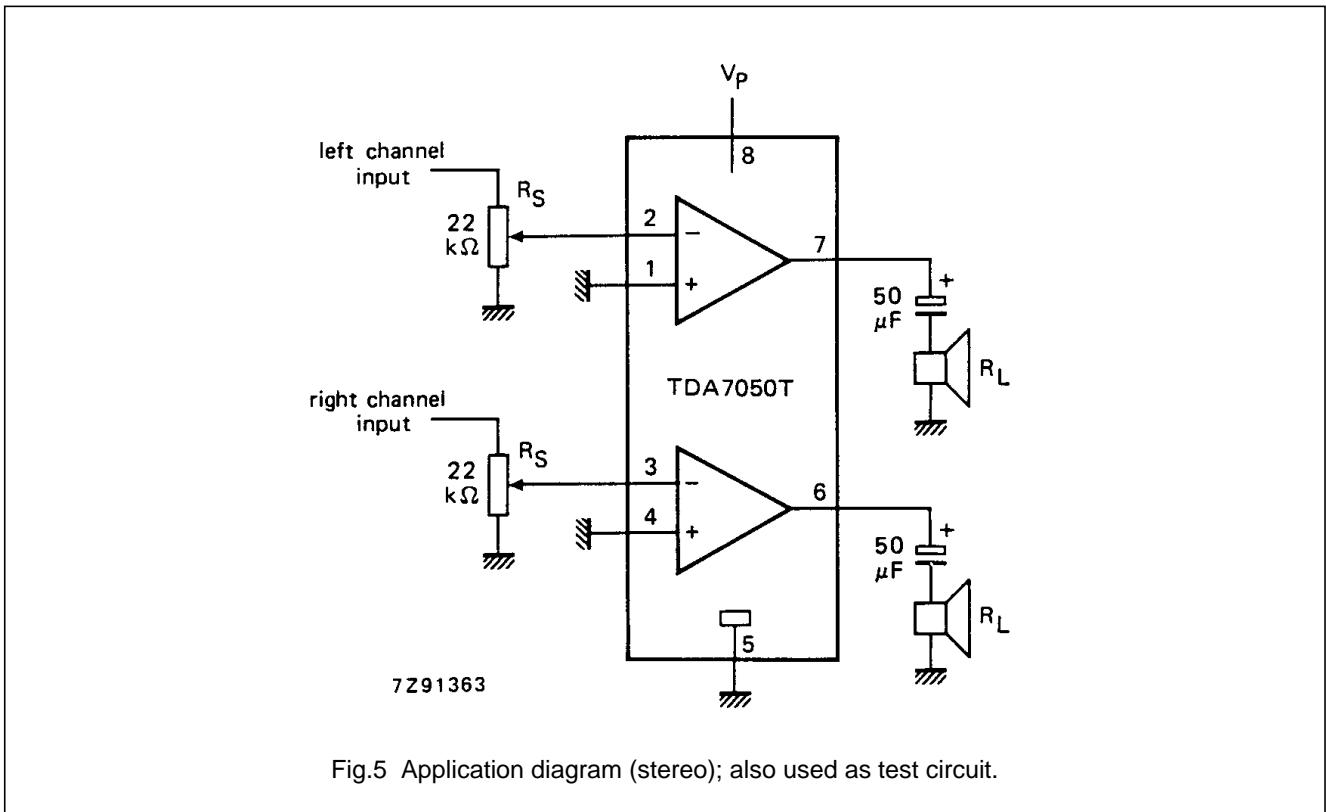 V_P
8
left channel
input
R_S
22
kΩ
2
−
1
+
7
+
50
μF
R_L
TDA7050T
right channel
input
R_S
22
kΩ
3
−
4
+
6
+
50
μF
R_L
5
7Z91363
Fig.5 Application diagram (stereo); also used as test circuit.